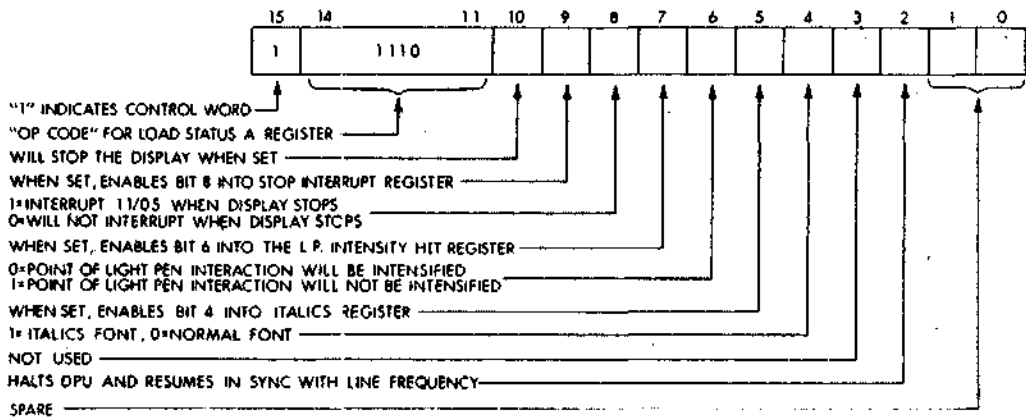 15 14 11 10 9 8 7 6 5 4 3 2 1 0
1 1110
"1" INDICATES CONTROL WORD
"OP CODE" FOR LOAD STATUS A REGISTER
WILL STOP THE DISPLAY WHEN SET
WHEN SET, ENABLES BIT 8 INTO STOP INTERRUPT REGISTER
1=INTERRUPT 11/05 WHEN DISPLAY STOPS
0=WILL NOT INTERRUPT WHEN DISPLAY STOPS
WHEN SET, ENABLES BIT 6 INTO THE L.P. INTENSITY HIT REGISTER
0=POINT OF LIGHT PEN INTERACTION WILL BE INTENSIFIED
1=POINT OF LIGHT PEN INTERACTION WILL NOT BE INTENSIFIED
WHEN SET, ENABLES BIT 4 INTO ITALICS REGISTER
1= ITALICS FONT, 0=NORMAL FONT
NOT USED
HALTS DPU AND RESUMES IN SYNC WITH LINE FREQUENCY
SPARE